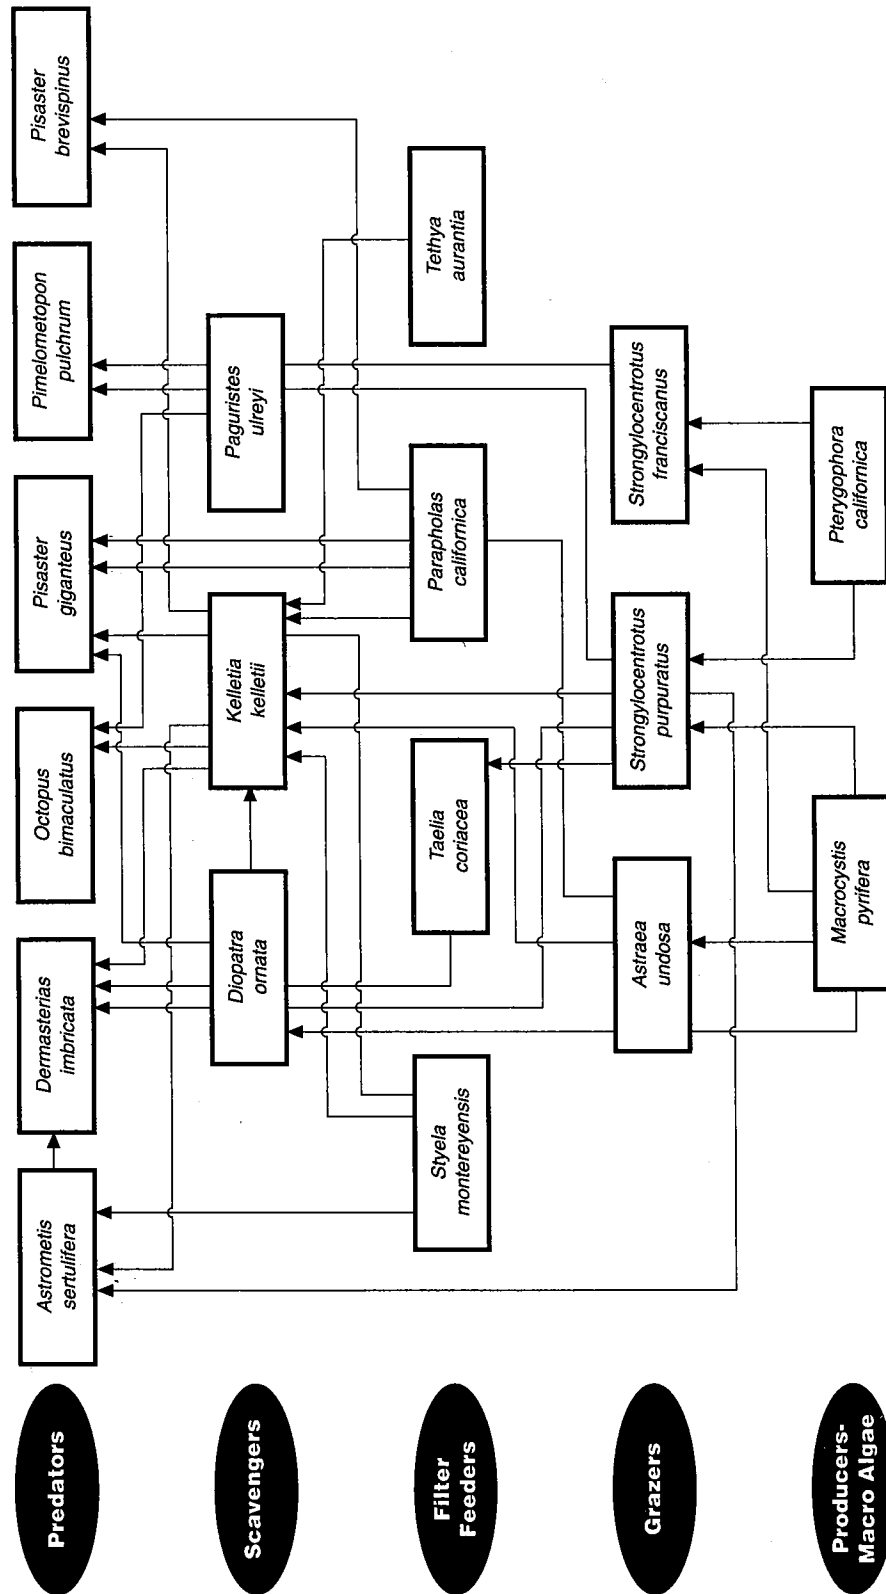 Predators
Astrometis
sertulifera
Dermasterias
imbricata
Octopus
bimaculatus
Pisaster
giganteus
Pimelometopon
pulchrum
Pisaster
brevispinus
Scavengers
Diopatra
ornata
Kelletia
kelletii
Paguristes
ulreyi
Filter
Feeders
Styela
montereyensis
Taelia
coriacea
Parapholas
californica
Tethya
aurantia
Grazers
Astraea
undosa
Strongylocentrotus
purpuratus
Strongylocentrotus
franciscanus
Producers-
Macro Algae
Macrocystis
pyrifera
Pterygophora
californica